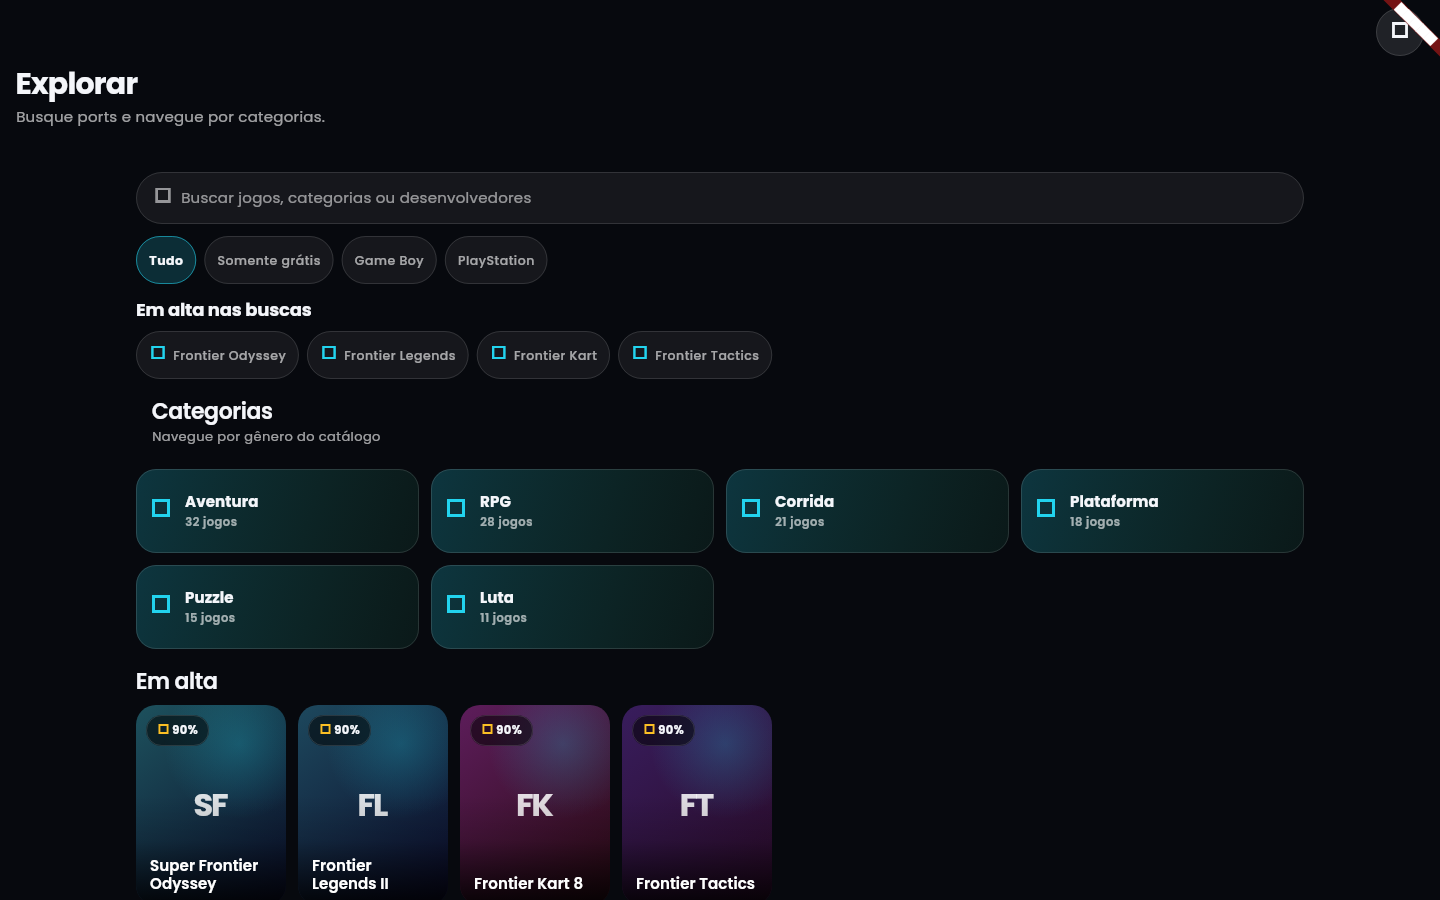 Explorar
Busque ports e navegue por categorias.
Buscar jogos, categorias ou desenvolvedores
Tudo
Somente grátis
Game Boy
PlayStation
Em alta nas buscas
Frontier Odyssey
Frontier Legends
Frontier Kart
Frontier Tactics
Categorias
Navegue por gênero do catálogo
Aventura
32 jogos
RPG
28 jogos
Corrida
21 jogos
Plataforma
18 jogos
Puzzle
15 jogos
Luta
11 jogos
Em alta
90%
SF
Super Frontier
Odyssey
90%
FL
Frontier
Legends II
90%
FK
Frontier Kart 8
90%
FT
Frontier Tactics